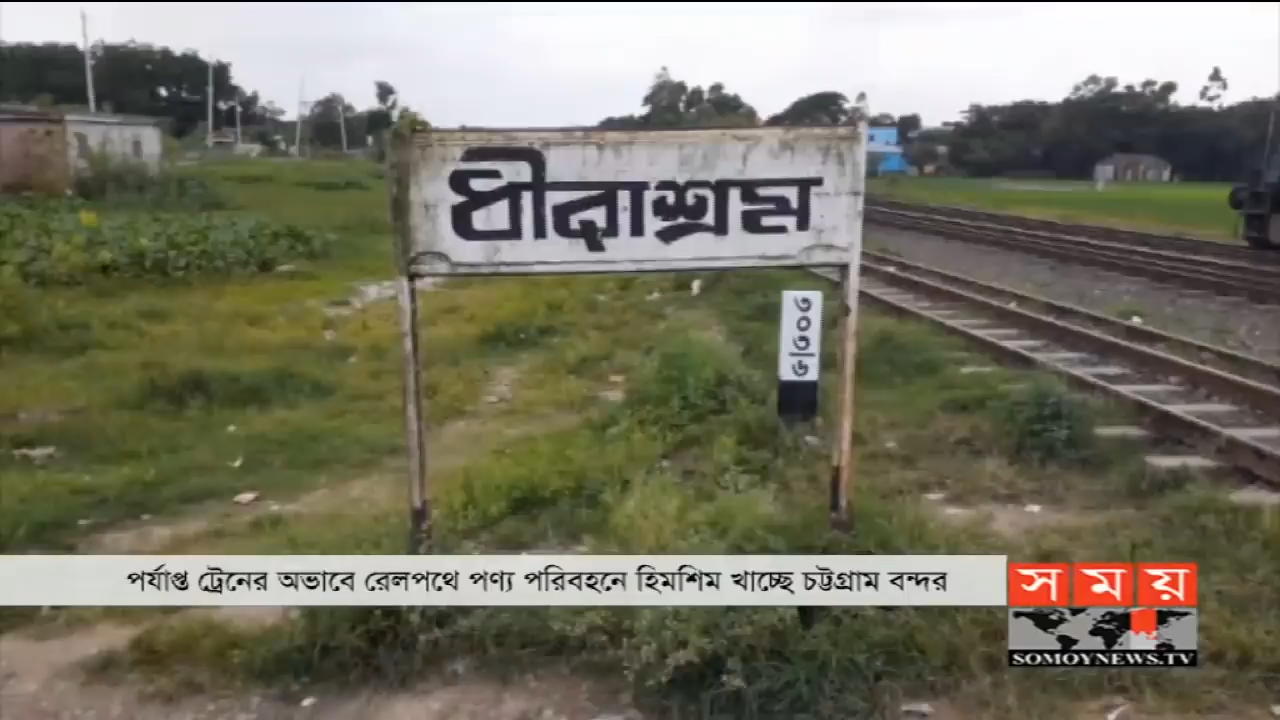 ধীরাশ্রম
৬/৩০৩
পর্যাপ্ত ট্রেনের অভাবে রেলপথে পণ্য পরিবহনে হিমশিম খাচ্ছে চট্টগ্রাম বন্দর
সময়
SOMOYNEWS.TV